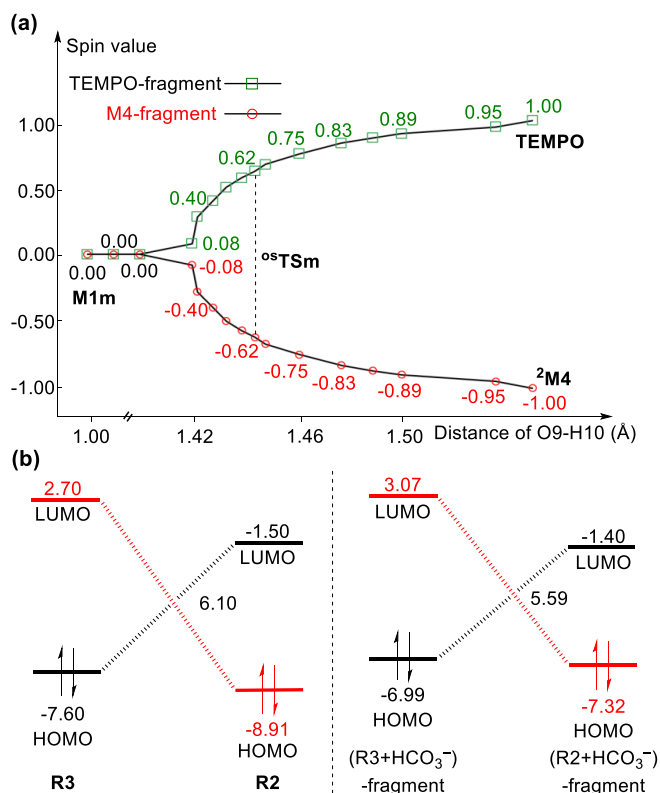 (a)
Spin value
TEMPO-fragment
M4-fragment
1.00
0.50
0.00
-0.50
-1.00
0.00
0.00
0.00
M1m
0.08
0.40
0.62
0.75
0.83
0.89
0.95
1.00
TEMPO
osTSm
-0.08
-0.40
-0.62
-0.75
-0.83
-0.89
-0.95
-1.00
2M4
1.00
1.42
1.46
1.50
Distance of O9-H10 (Å)
(b)
2.70
LUMO
-1.50
LUMO
6.10
-7.60
HOMO
-8.91
HOMO
R3
R2
3.07
LUMO
-1.40
LUMO
5.59
-6.99
HOMO
-7.32
HOMO
(R3+HCO₃⁻)
-fragment
(R2+HCO₃⁻)
-fragment